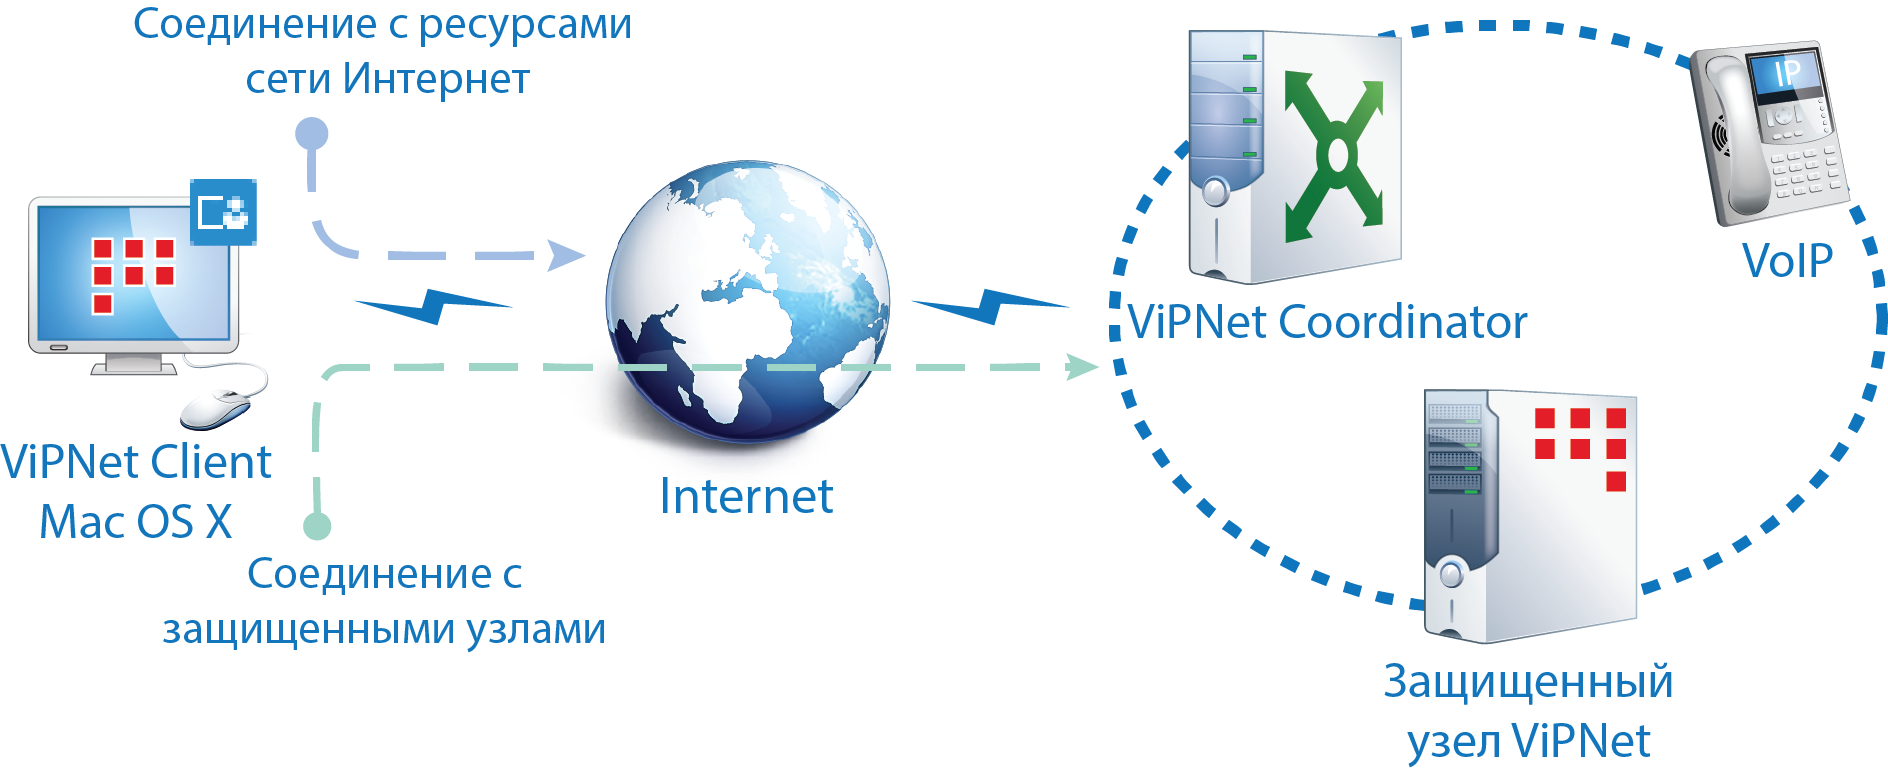 Соединение с ресурсами
сети Интернет
IP
VoIP
ViPNet Coordinator
ViPNet Client
Mac OS X
Internet
Соединение с
защищенными узлами
Защищенный
узел ViPNet